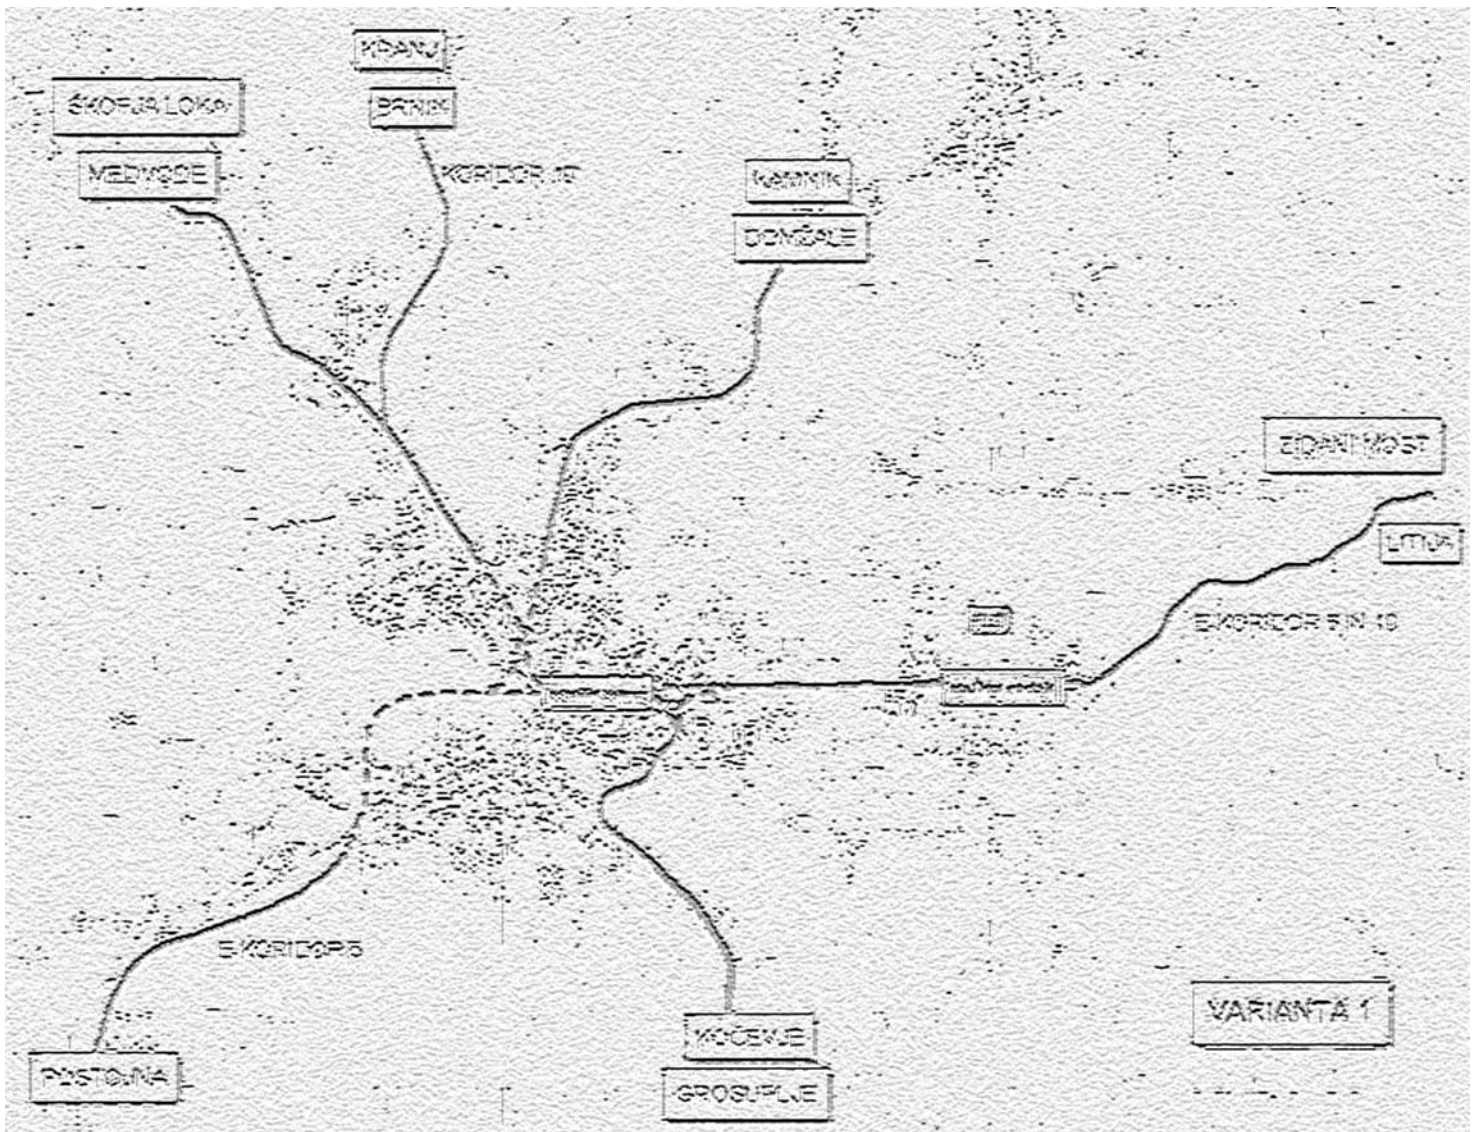 KRANJ
BRNIK
ŠKOFJA LOKA
MEDVODE
KORIDOR 10
KAMNIK
DOMŽALE
ZIDANI MOST
LITIJA
E-KORIDOR 5 IN 10
E-KORIDOR 5
VARIANTA 1
KOČEVJE
GROSUPLJE
POSTOJNA